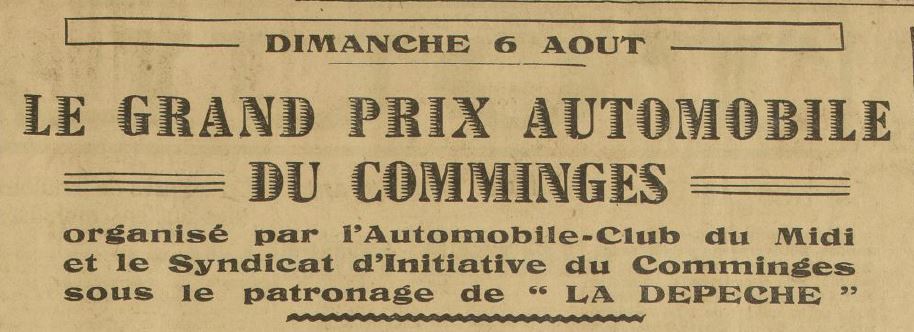 DIMANCHE 6 AOUT
LE GRAND PRIX AUTOMOBILE
DU COMMINGES
organisé par l'Automobile-Club du Midi
et le Syndicat d'Initiative du Comminges
sous le patronage de “ LA DEPECHE ”